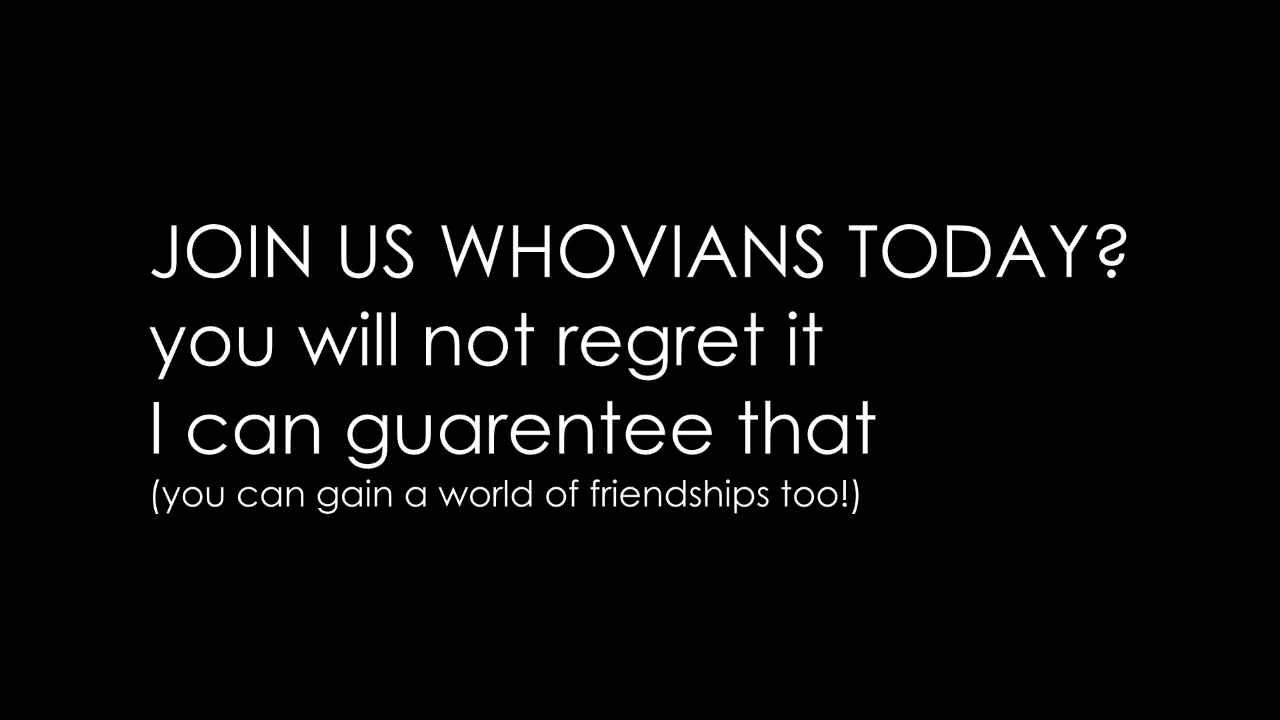 JOIN US WHOVIANS TODAY?
you will not regret it
I can guarentee that
(you can gain a world of friendships too!)